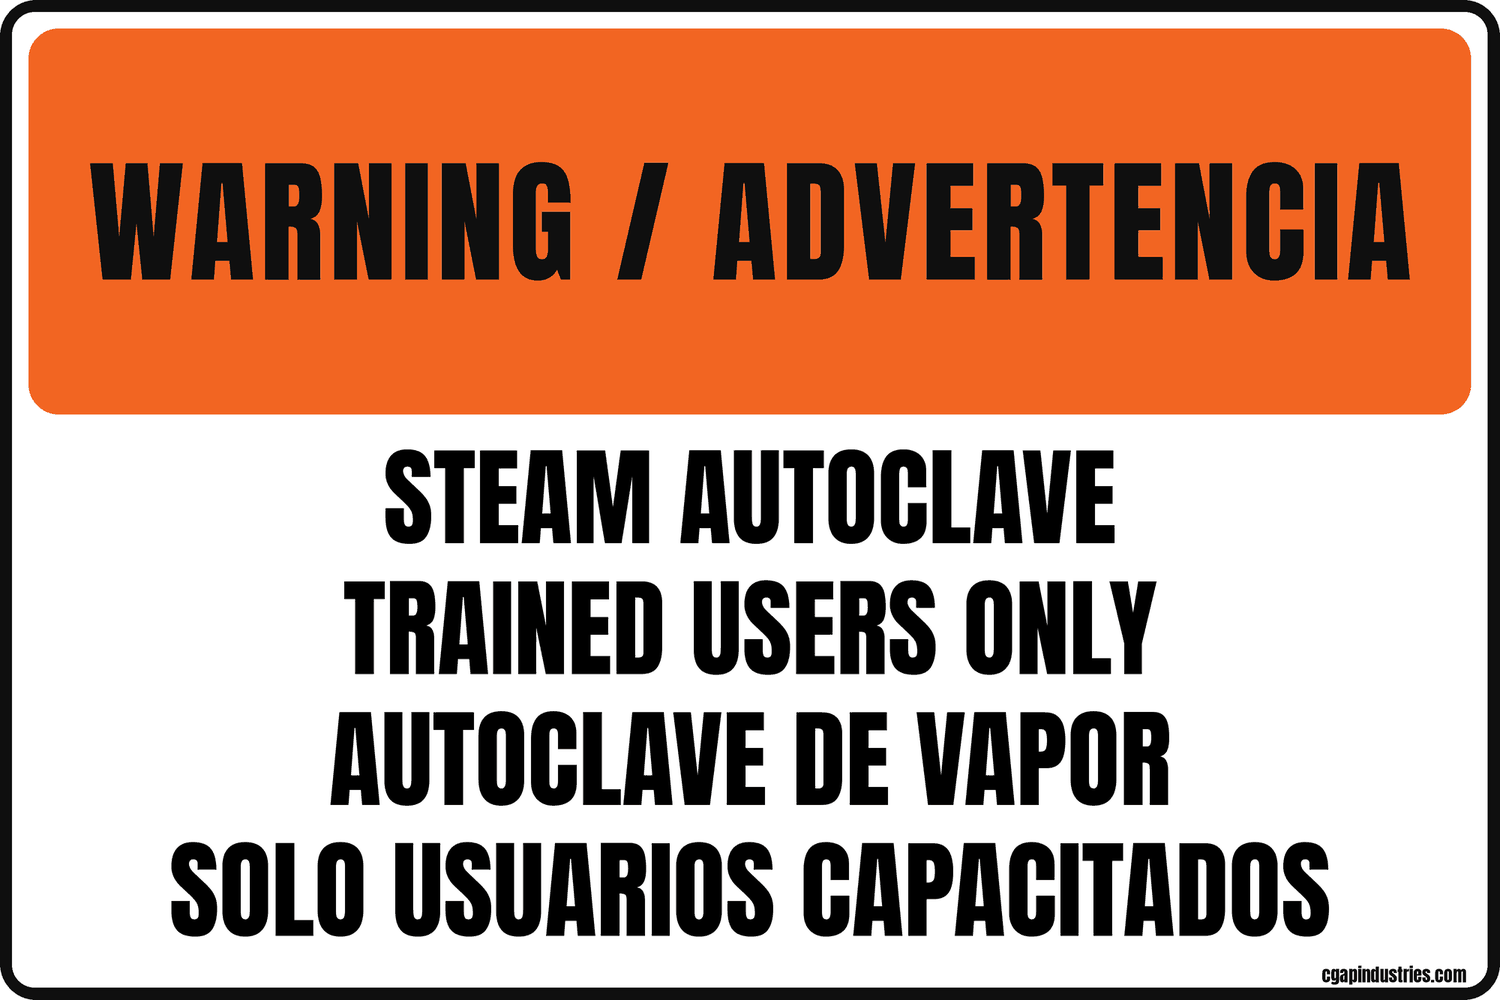 WARNING / ADVERTENCIA
STEAM AUTOCLAVE
TRAINED USERS ONLY
AUTOCLAVE DE VAPOR
SOLO USUARIOS CAPACITADOS
cgapindustries.com